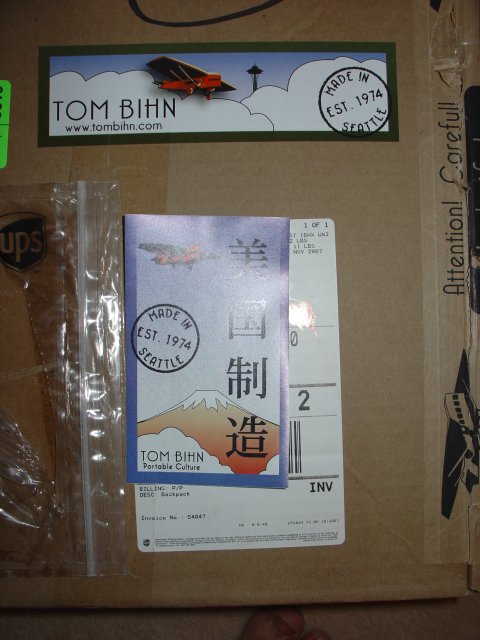 TOM BIHN
www.tombihn.com
MADE IN
EST. 1974
SEATTLE
ups
Attention! Careful!
1 OF 1
11 LBS
NOV 2007
美国制造
MADE IN
EST. 1974
SEATTLE
2
TOM BIHN
Portable Culture
BILLING: P/P
DESC: Backpack
INV
Invoice No.: 54847